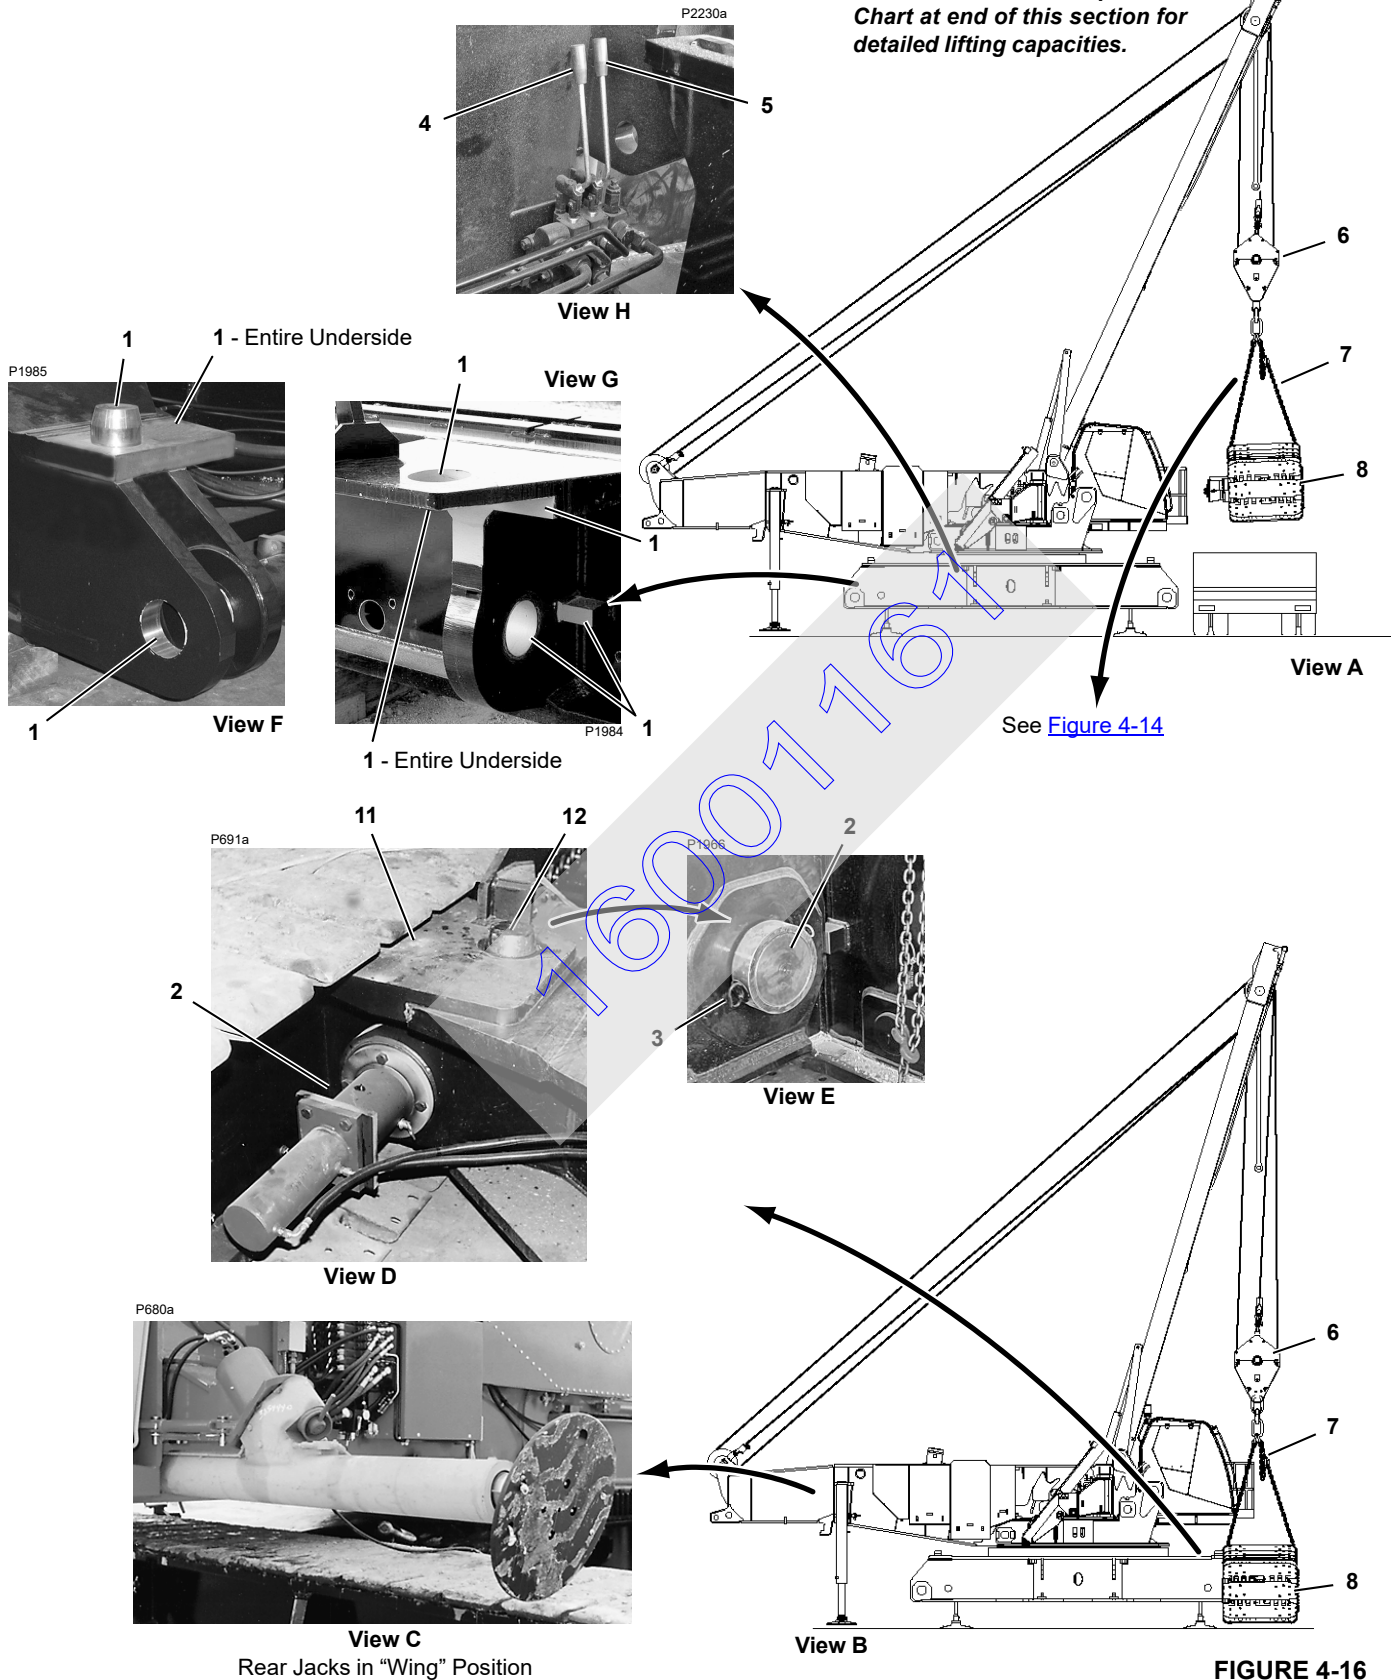 P2230a
Chart at end of this section for
detailed lifting capacities.
4
5
6
View H
1
1 - Entire Underside
7
P1985
1
View G
8
1
View A
View F
1
P1984
1
See Figure 4-14
1 - Entire Underside
11
12
2
P691a
P1966
16001161
2
3
View E
View D
P680a
6
7
8
View C
View B
Rear Jacks in “Wing” Position
FIGURE 4-16